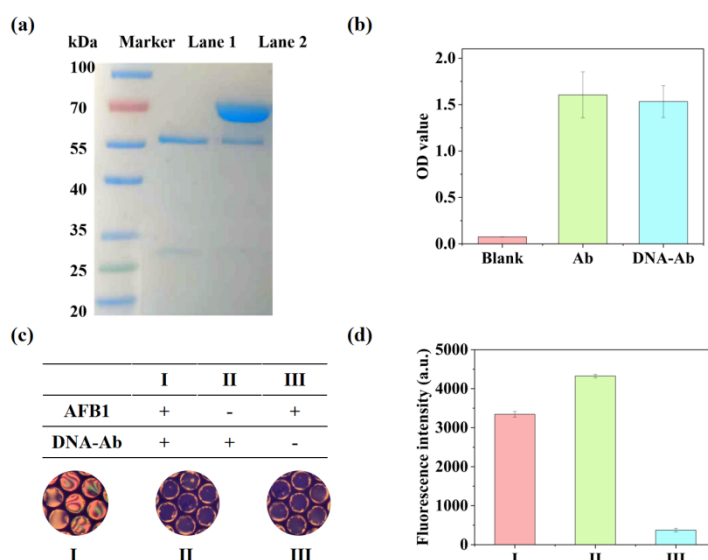 (a)
kDa Marker Lane 1 Lane 2
100
70
55
40
35
25
20
(b)
OD value
2.0
1.5
1.0
0.5
0.0
Blank Ab DNA-Ab
(c)
I II III
AFB1 + - +
DNA-Ab + + -
I II III
(d)
Fluorescence intensity (a.u.)
5000
4000
3000
2000
1000
0
I II III